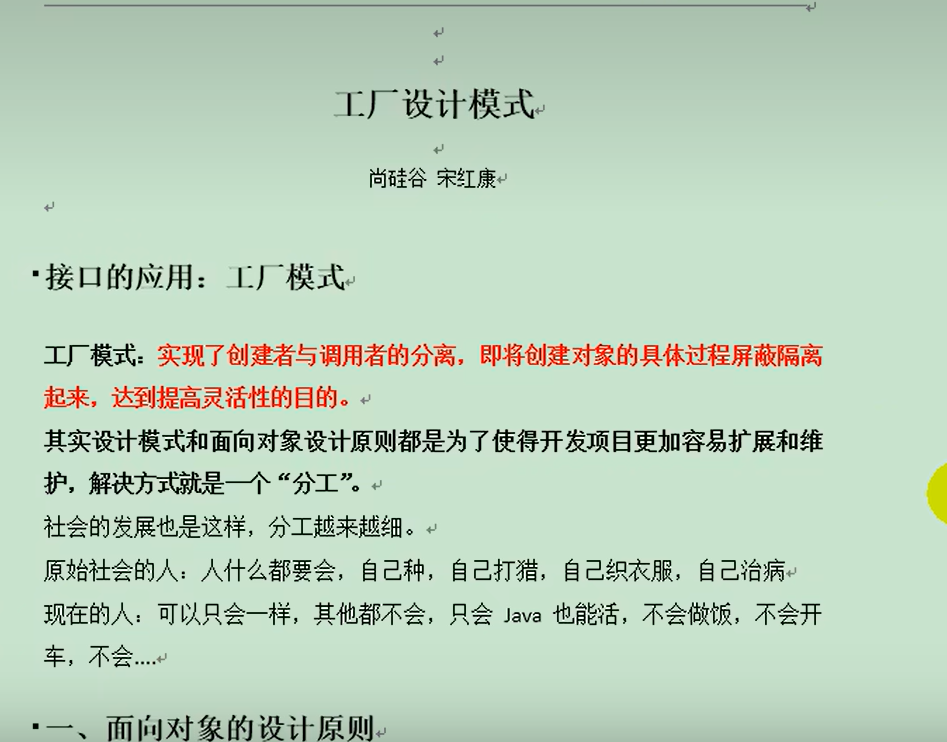 工厂设计模式
尚硅谷 宋红康
接口的应用：工厂模式
工厂模式：实现了创建者与调用者的分离，即将创建对象的具体过程屏蔽隔离
起来，达到提高灵活性的目的。
其实设计模式和面向对象设计原则都是为了使得开发项目更加容易扩展和维
护，解决方式就是一个“分工”。
社会的发展也是这样，分工越来越细。
原始社会的人：人什么都要会，自己种，自己打猎，自己织衣服，自己治病
现在的人：可以只会一样，其他都不会，只会 Java 也能活，不会做饭，不会开
车，不会....
一、面向对象的设计原则